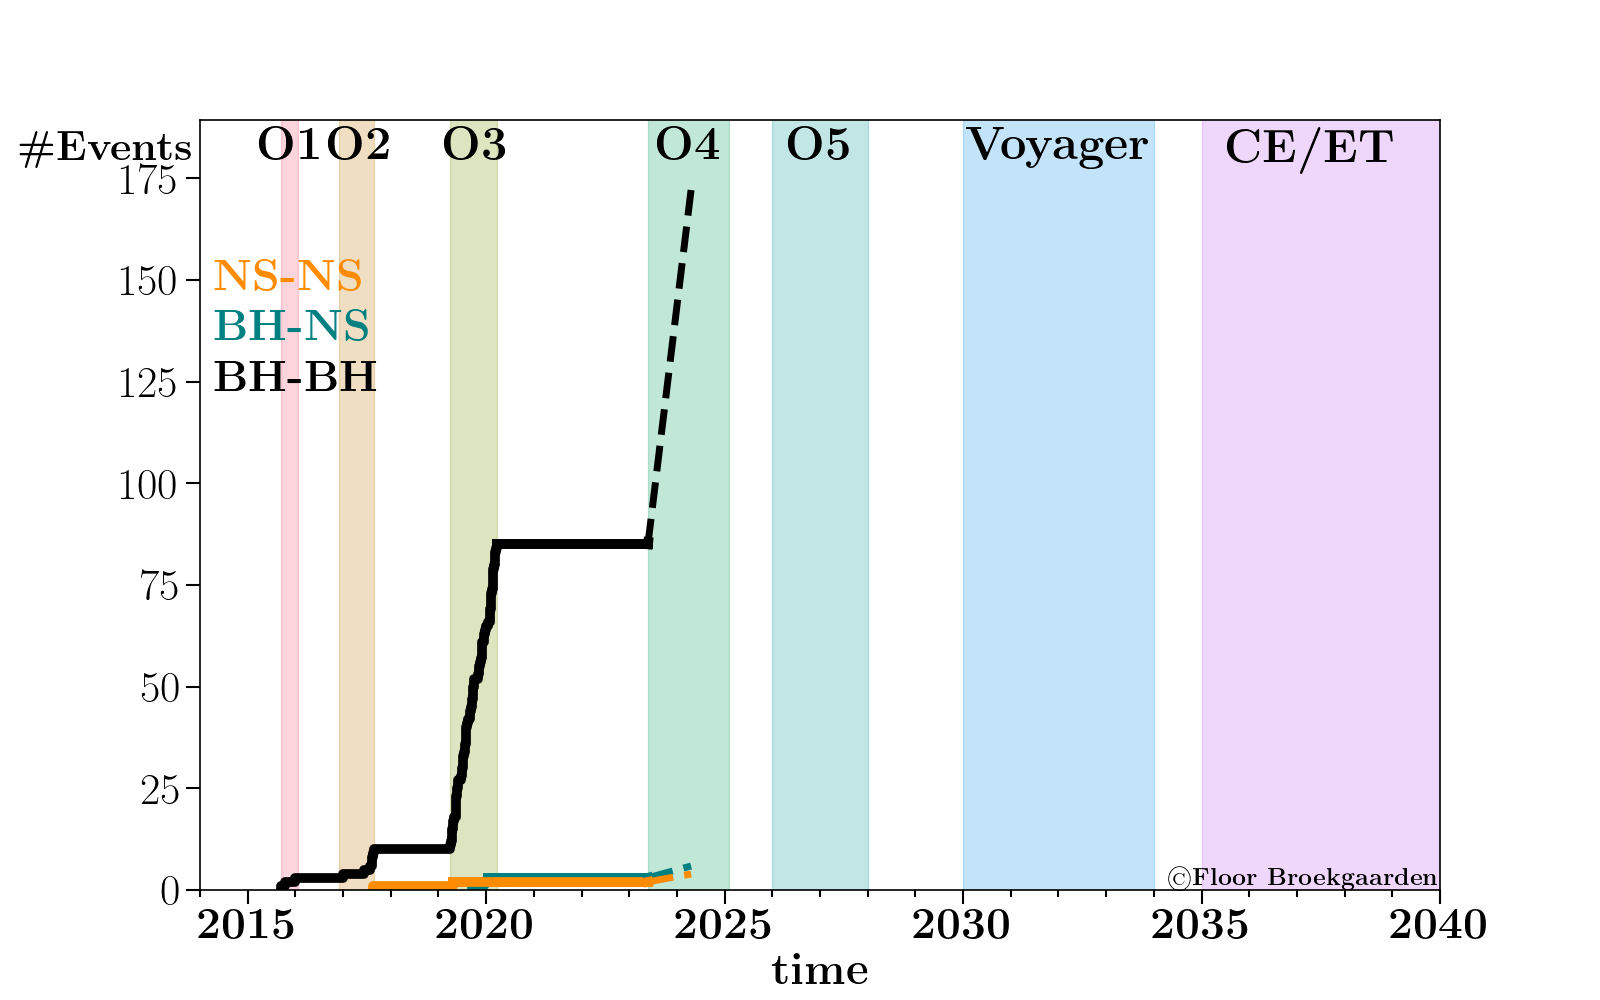 #Events
O1 O2 O3 O4 O5 Voyager CE/ET
175
150
125
100
75
50
25
0
NS-NS
BH-NS
BH-BH
©Floor Broekgaarden
2015 2020 2025 2030 2035 2040
time